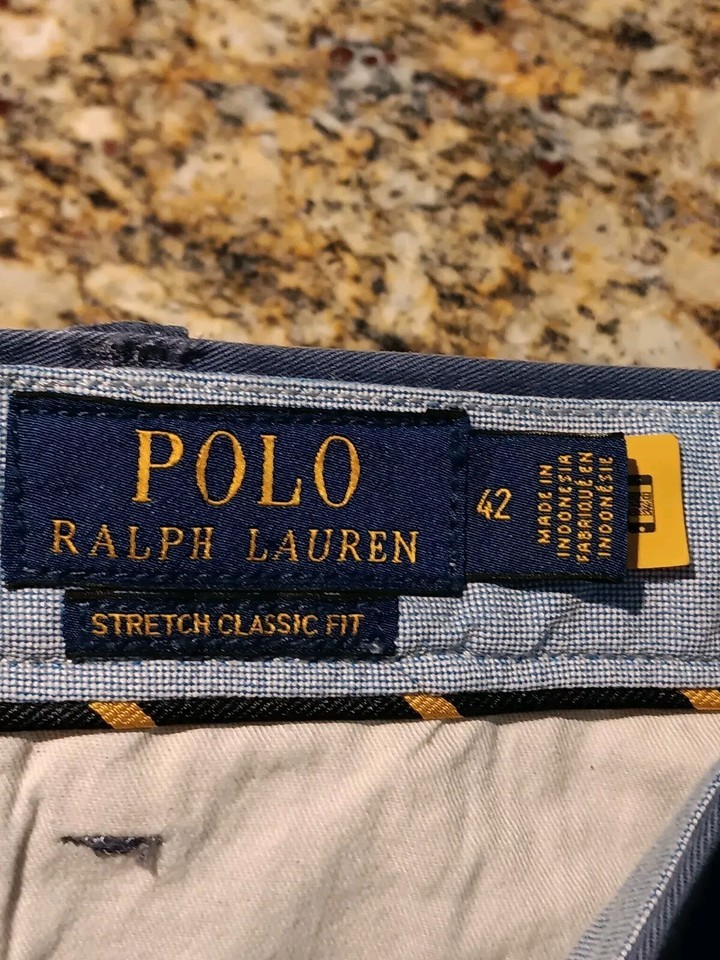 POLO
RALPH LAUREN
STRETCH CLASSIC FIT
42
MADE IN
INDONESIA
FABRIQUÉ EN
INDONÉSIE